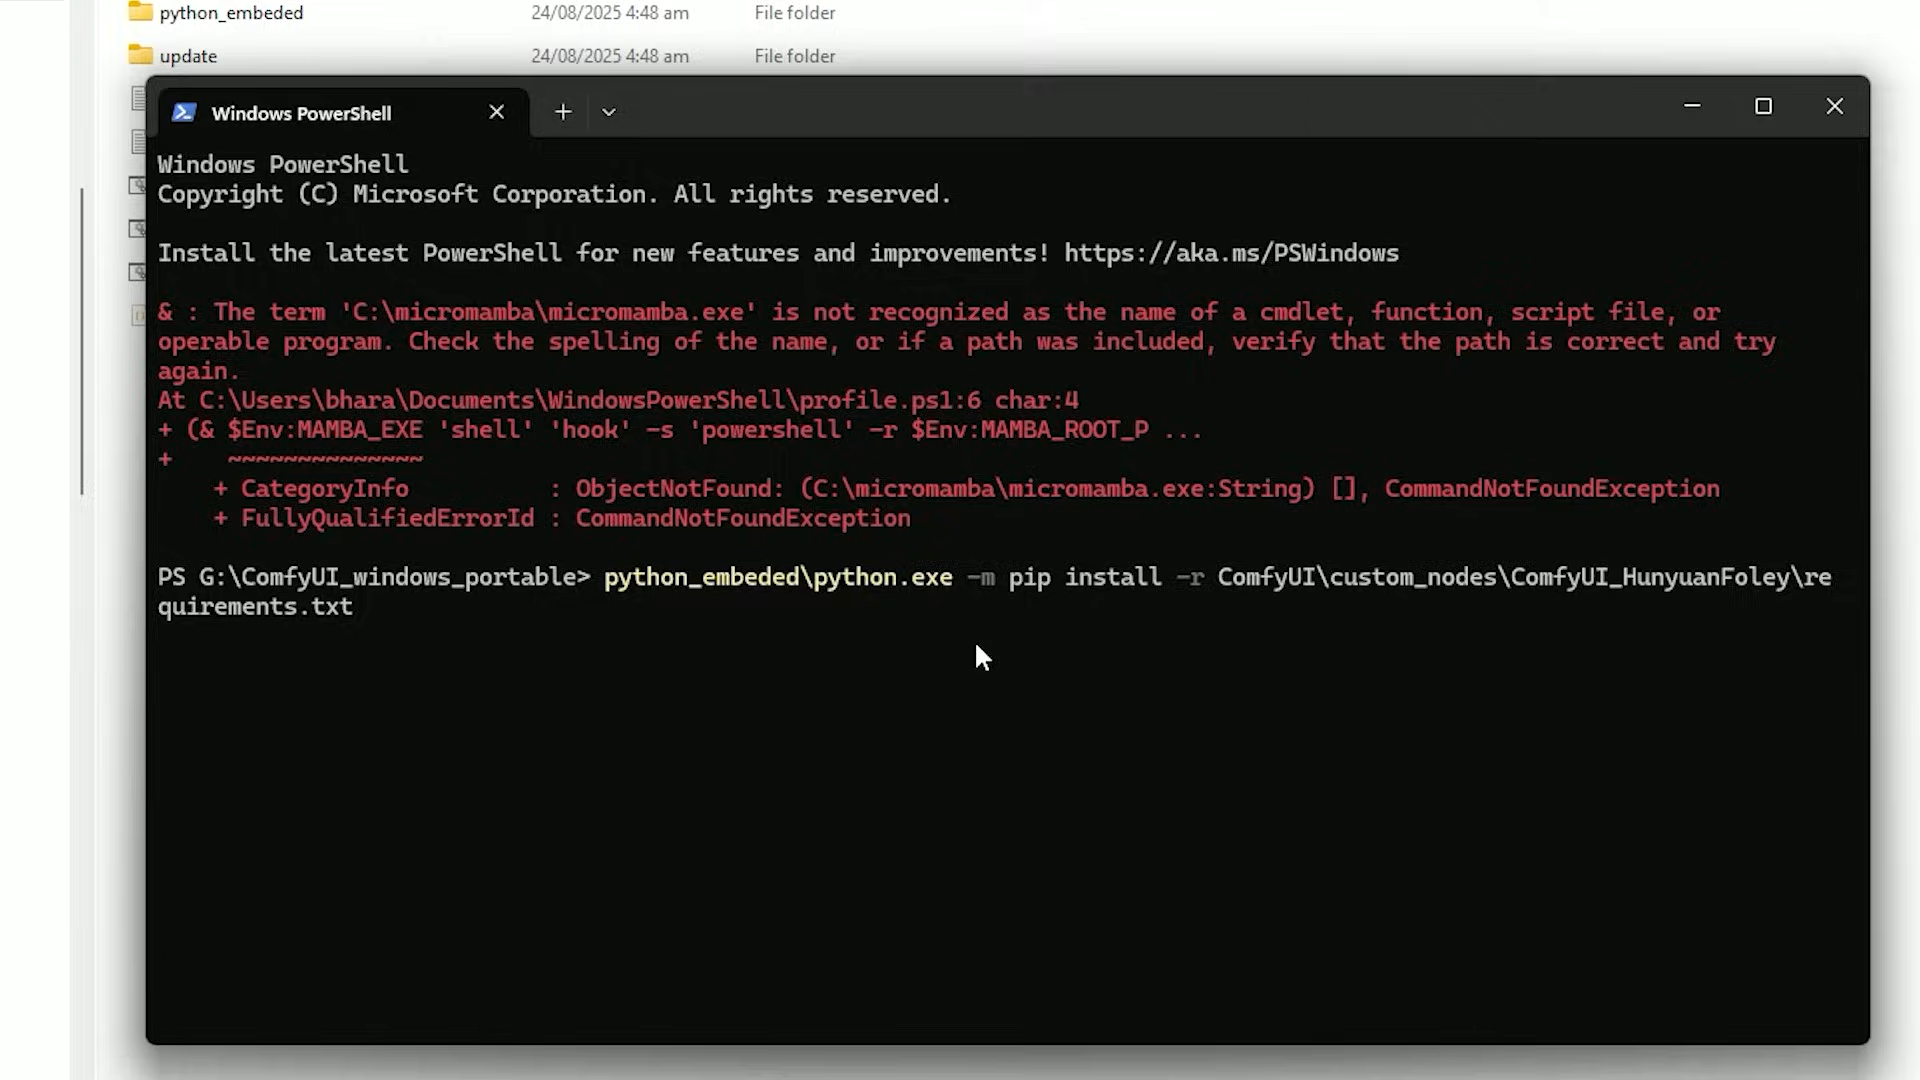 python_embeded 24/08/2025 4:48 am File folder
update 24/08/2025 4:48 am File folder
Windows PowerShell
Windows PowerShell
Copyright (C) Microsoft Corporation. All rights reserved.
Install the latest PowerShell for new features and improvements! https://aka.ms/PSWindows
& : The term 'C:\micromamba\micromamba.exe' is not recognized as the name of a cmdlet, function, script file, or
operable program. Check the spelling of the name, or if a path was included, verify that the path is correct and try
again.
At C:\Users\bhara\Documents\WindowsPowerShell\profile.ps1:6 char:4
+ (& $Env:MAMBA_EXE 'shell' 'hook' -s 'powershell' -r $Env:MAMBA_ROOT_P ...
+    ~~~~~~~~~~~~~~
    + CategoryInfo          : ObjectNotFound: (C:\micromamba\micromamba.exe:String) [], CommandNotFoundException
    + FullyQualifiedErrorId : CommandNotFoundException
PS G:\ComfyUI_windows_portable> python_embeded\python.exe -m pip install -r ComfyUI\custom_nodes\ComfyUI_HunyuanFoley\re
quirements.txt